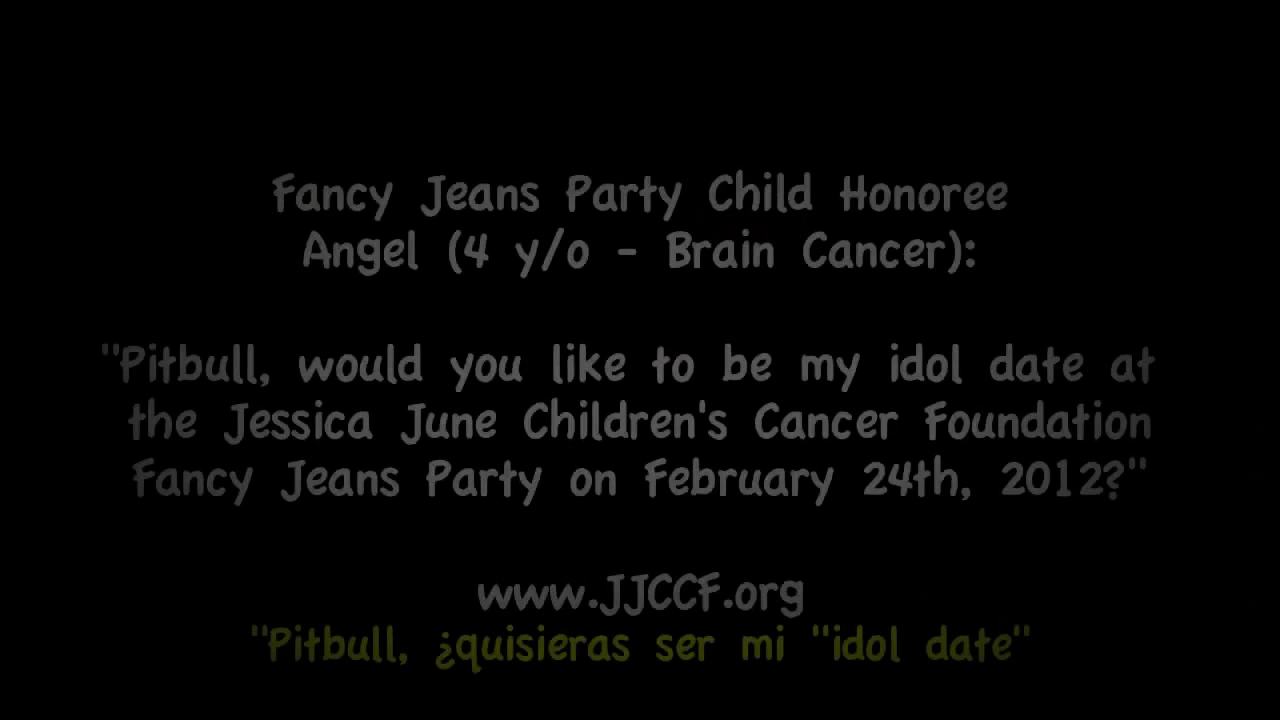 Fancy Jeans Party Child Honoree
Angel (4 y/o - Brain Cancer):
"Pitbull, would you like to be my idol date at
the Jessica June Children's Cancer Foundation
Fancy Jeans Party on February 24th, 2012?"
www.JJCCF.org
"Pitbull, ¿quisieras ser mi "idol date"